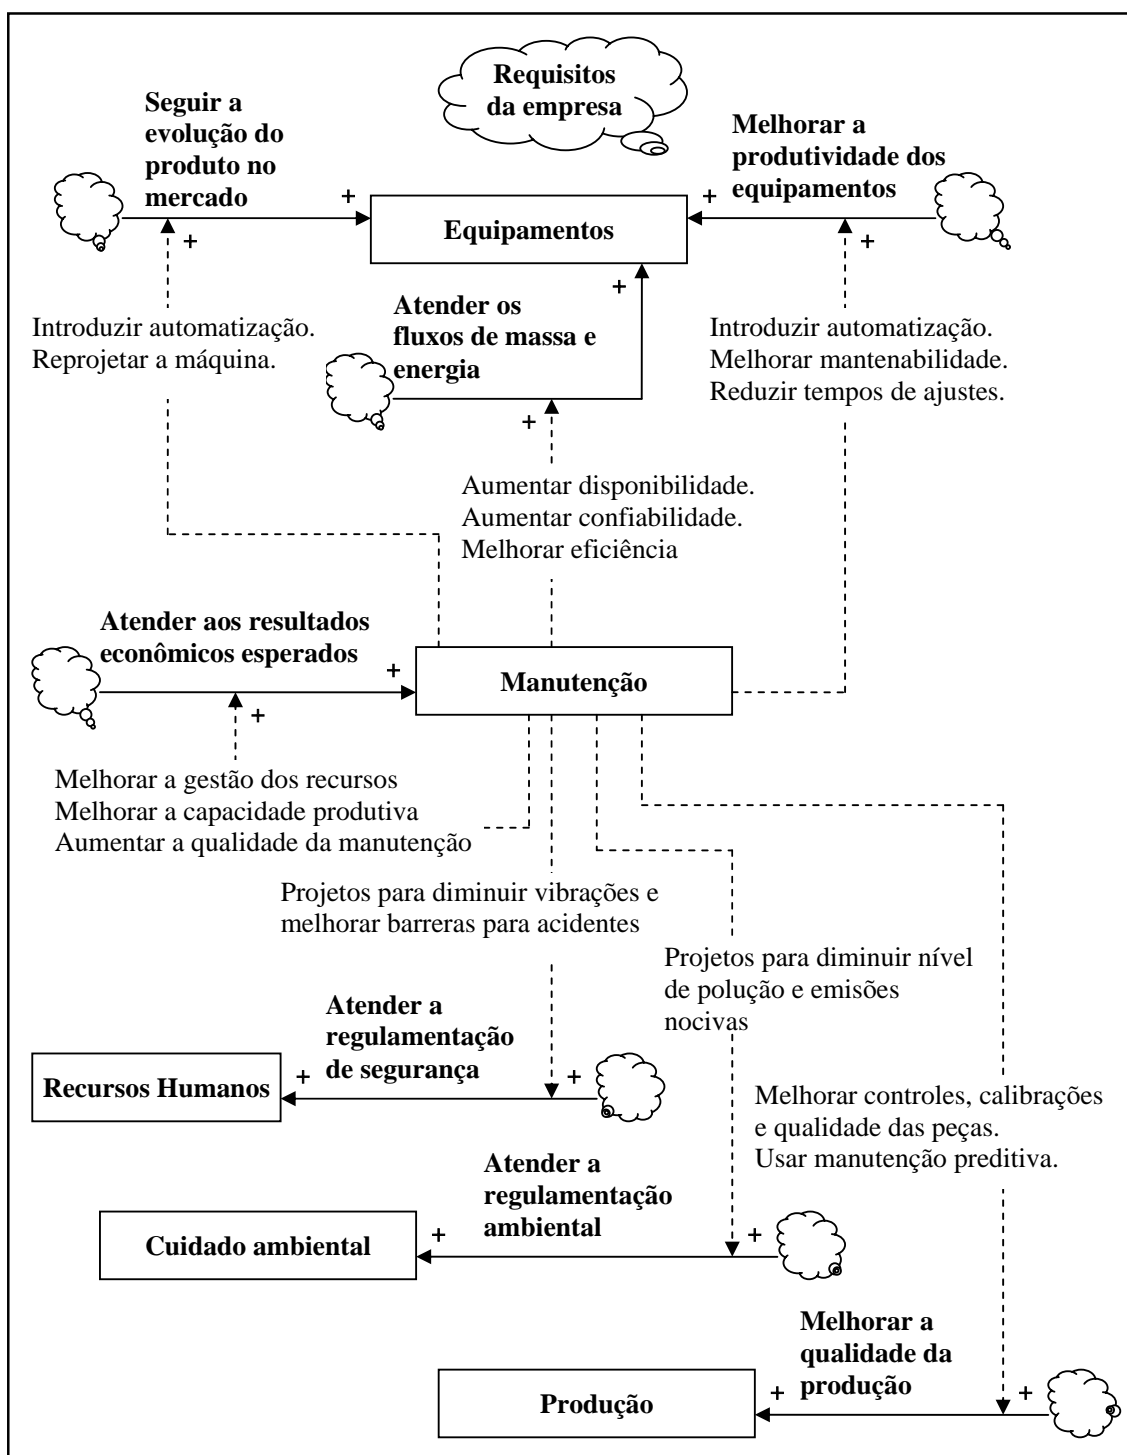 Requisitos
da empresa
Seguir a
evolução do
produto no
mercado
Melhorar a
produtividade dos
equipamentos
+
+
Equipamentos
+
+
+
Atender os
fluxos de massa e
energia
+
Introduzir automatização.
Reprojetar a máquina.
Introduzir automatização.
Melhorar mantenabilidade.
Reduzir tempos de ajustes.
Aumentar disponibilidade.
Aumentar confiabilidade.
Melhorar eficiência
Atender aos resultados
econômicos esperados
+
Manutenção
+
Melhorar a gestão dos recursos
Melhorar a capacidade produtiva
Aumentar a qualidade da manutenção
Projetos para diminuir vibrações e
melhorar barreras para acidentes
Projetos para diminuir nível
de polução e emisões
nocivas
Atender a
regulamentação
de segurança
Recursos Humanos
+
+
Melhorar controles, calibrações
e qualidade das peças.
Usar manutenção preditiva.
Atender a
regulamentação
ambiental
Cuidado ambiental
+
+
Melhorar a
qualidade da
produção
Produção
+
+